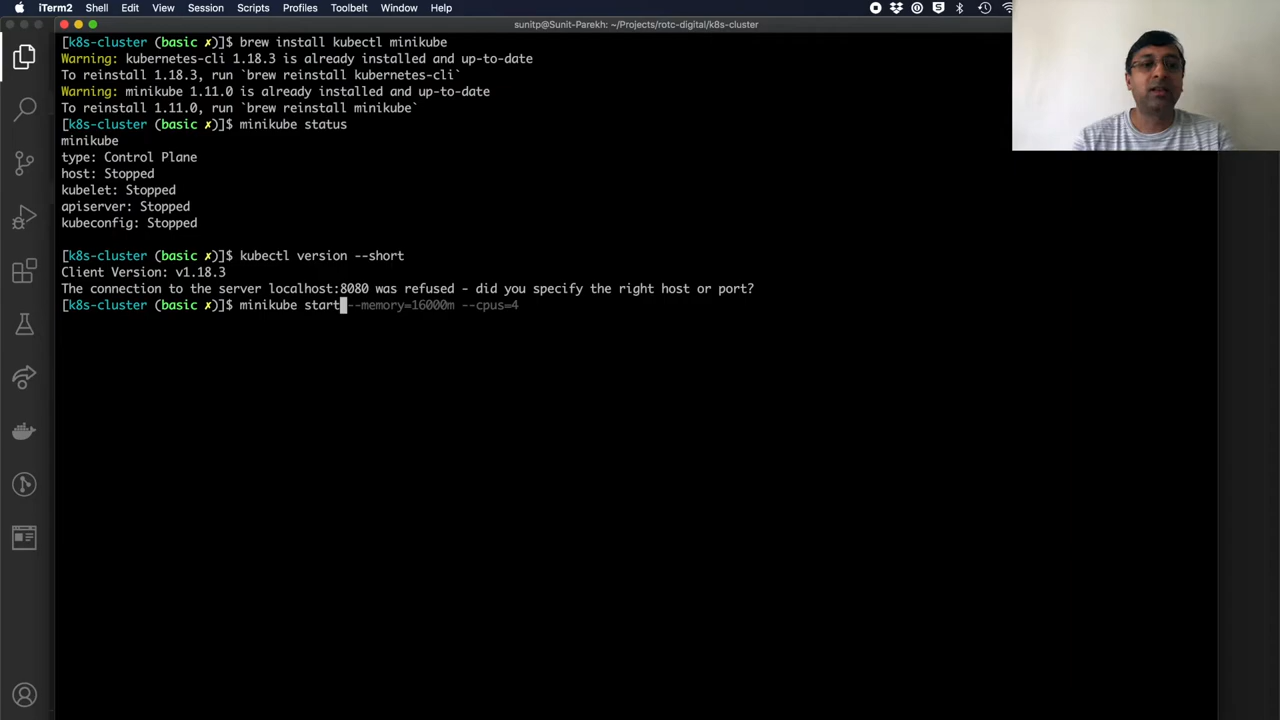 iTerm2 Shell Edit View Session Scripts Profiles Toolbelt Window Help
sunitp@Sunit-Parekh: ~/Projects/rotc-digital/k8s-cluster
[k8s-cluster (basic ✗)]$ brew install kubectl minikube
Warning: kubernetes-cli 1.18.3 is already installed and up-to-date
To reinstall 1.18.3, run `brew reinstall kubernetes-cli`
Warning: minikube 1.11.0 is already installed and up-to-date
To reinstall 1.11.0, run `brew reinstall minikube`
[k8s-cluster (basic ✗)]$ minikube status
minikube
type: Control Plane
host: Stopped
kubelet: Stopped
apiserver: Stopped
kubeconfig: Stopped
[k8s-cluster (basic ✗)]$ kubectl version --short
Client Version: v1.18.3
The connection to the server localhost:8080 was refused - did you specify the right host or port?
[k8s-cluster (basic ✗)]$ minikube start --memory=16000m --cpus=4